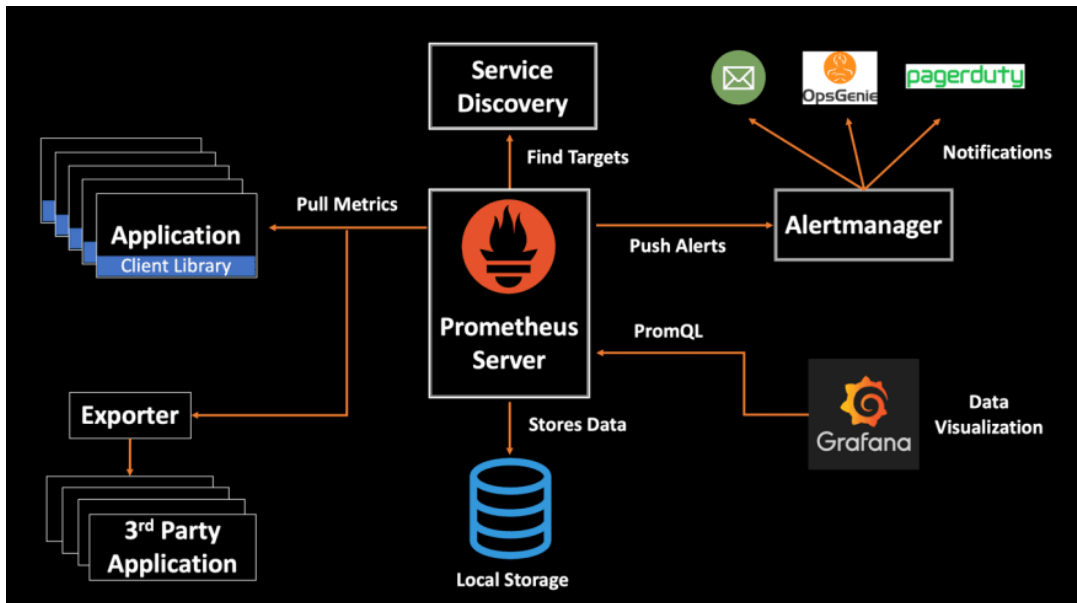 Service
Discovery
OpsGenie
pagerduty
Find Targets
Notifications
Pull Metrics
Application
Client Library
Push Alerts
Alertmanager
Prometheus
Server
PromQL
Exporter
Stores Data
Grafana
Data
Visualization
3rd Party
Application
Local Storage